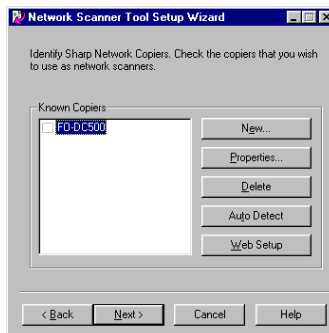 Network Scanner Tool Setup Wizard
Identify Sharp Network Copiers. Check the copiers that you wish
to use as network scanners.
Known Copiers
FO-DC500
New...
Properties...
Delete
Auto Detect
Web Setup
< Back
Next >
Cancel
Help